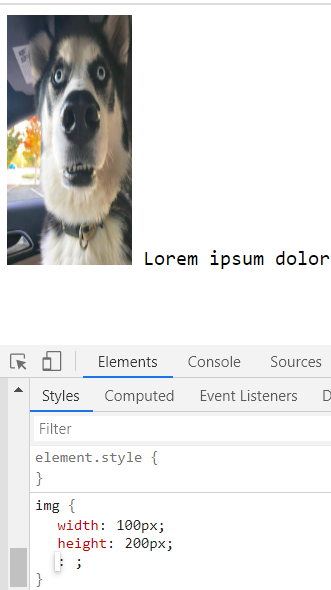 Lorem ipsum dolor
Elements Console Sources
Styles Computed Event Listeners D
Filter
element.style {
}
img {
width: 100px;
height: 200px;
: ;
}